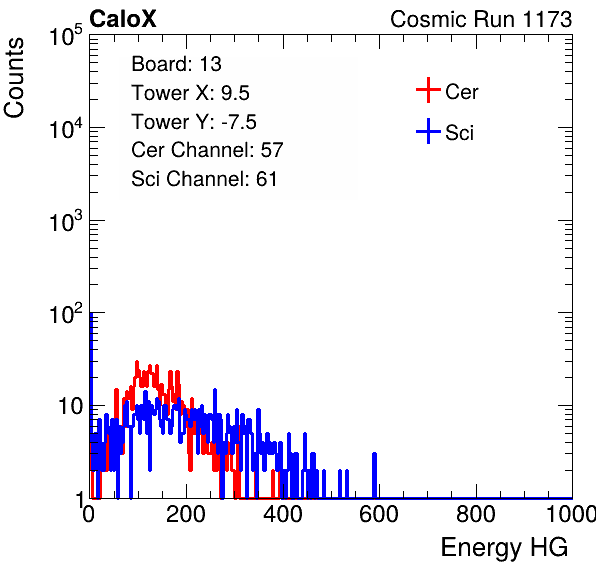 CaloX Cosmic Run 1173
Counts
Board: 13
Tower X: 9.5
Tower Y: -7.5
Cer Channel: 57
Sci Channel: 61
Cer
Sci
10^5
10^4
10^3
10^2
10
1
0 200 400 600 800 1000
Energy HG